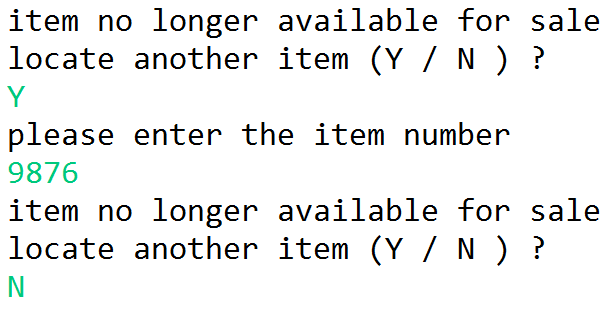 item no longer available for sale
locate another item (Y / N ) ?
Y
please enter the item number
9876
item no longer available for sale
locate another item (Y / N ) ?
N